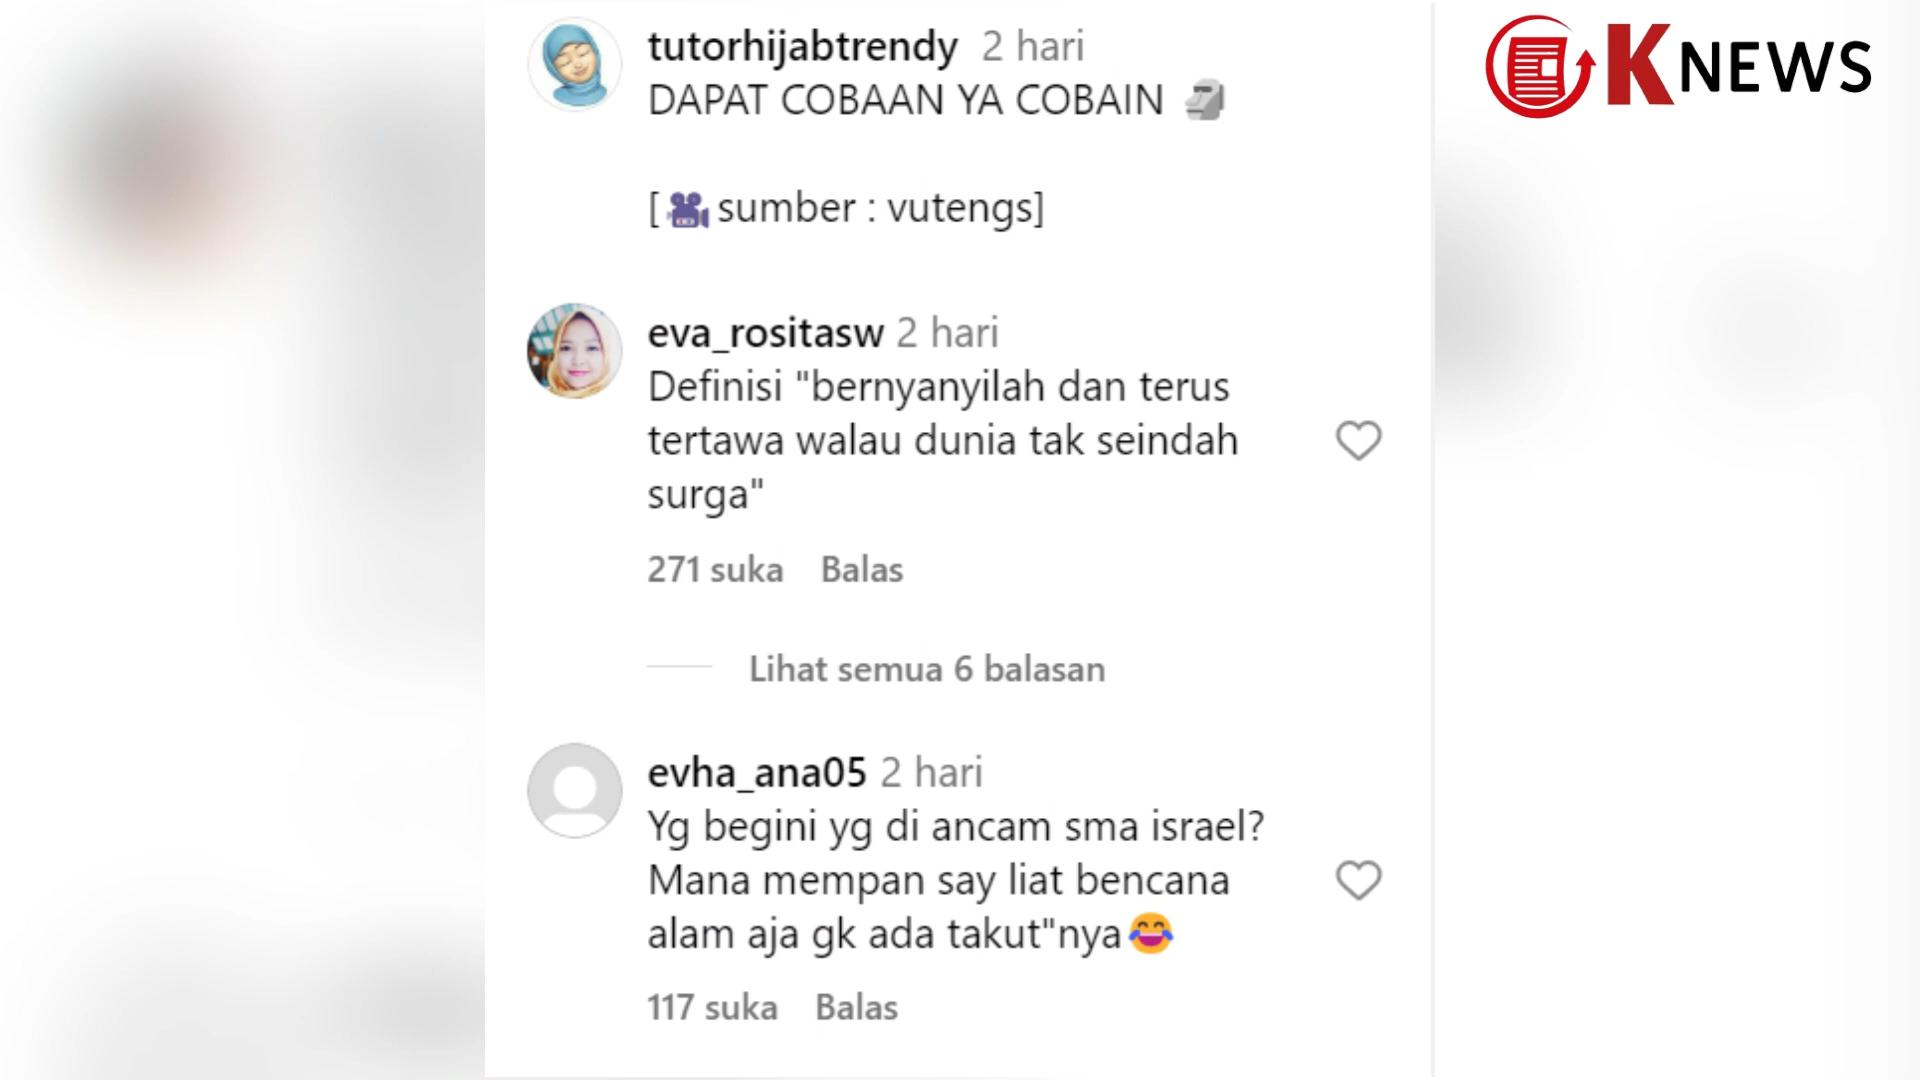 KNEWS
tutorhijabtrendy 2 hari
DAPAT COBAAN YA COBAIN 🗿
[🎥sumber : vutengs]
eva_rositasw 2 hari
Definisi "bernyanyilah dan terus
tertawa walau dunia tak seindah
surga"
271 suka Balas
Lihat semua 6 balasan
evha_ana05 2 hari
Yg begini yg di ancam sma israel?
Mana mempan say liat bencana
alam aja gk ada takut"nya😂
117 suka Balas